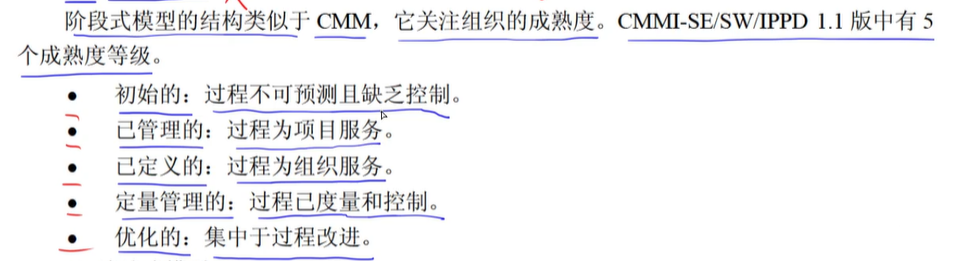 阶段式模型的结构类似于 CMM，它关注组织的成熟度。CMMI-SE/SW/IPPD 1.1 版中有 5
个成熟度等级。
● 初始的：过程不可预测且缺乏控制。
● 已管理的：过程为项目服务。
● 已定义的：过程为组织服务。
● 定量管理的：过程已度量和控制。
● 优化的：集中于过程改进。